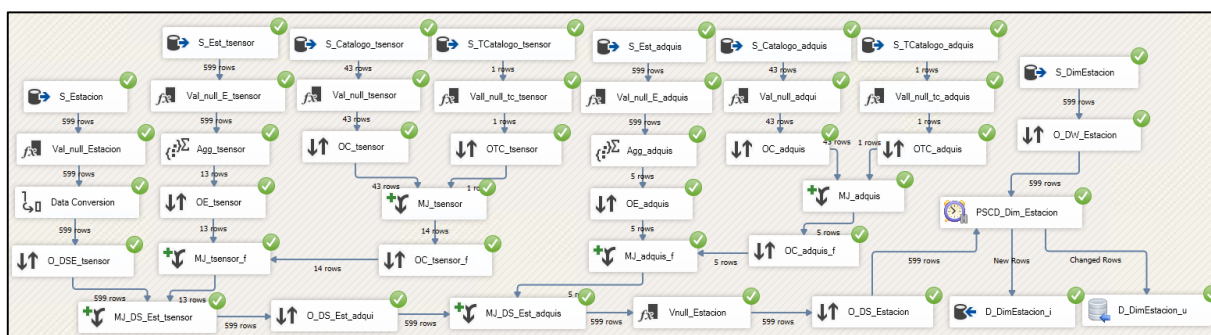 S_Est_tsensor
S_Catalogo_tsensor
S_TCatalogo_tsensor
S_Est_adquis
S_Catalogo_adquis
S_TCatalogo_adquis
599 rows
43 rows
1 rows
599 rows
43 rows
1 rows
S_DimEstacion
S_Estacion
Val_null_E_tsensor
Val_null_tsensor
Vall_null_tc_tsensor
Val_null_E_adquis
Val_null_adqui
Vall_null_tc_adquis
599 rows
599 rows
599 rows
43 rows
1 rows
599 rows
43 rows
1 rows
Val_null_Estacion
Agg_tsensor
OC_tsensor
OTC_tsensor
Agg_adquis
OC_adquis
OTC_adquis
O_DW_Estacion
599 rows
13 rows
43 rows
5 rows
43 rows
1 rows
599 rows
Data Conversion
OE_tsensor
MJ_tsensor
OE_adquis
MJ_adquis
PSCD_Dim_Estacion
599 rows
13 rows
14 rows
5 rows
5 rows
O_DSE_tsensor
MJ_tsensor_f
14 rows
OC_tsensor_f
MJ_adquis_f
5 rows
OC_adquis_f
599 rows
New Rows
Changed Rows
599 rows
13 rows
MJ_DS_Est_tsensor
599 rows
O_DS_Est_adqui
599 rows
MJ_DS_Est_adquis
599 rows
Vnull_Estacion
599 rows
O_DS_Estacion
D_DimEstacion_i
D_DimEstacion_u